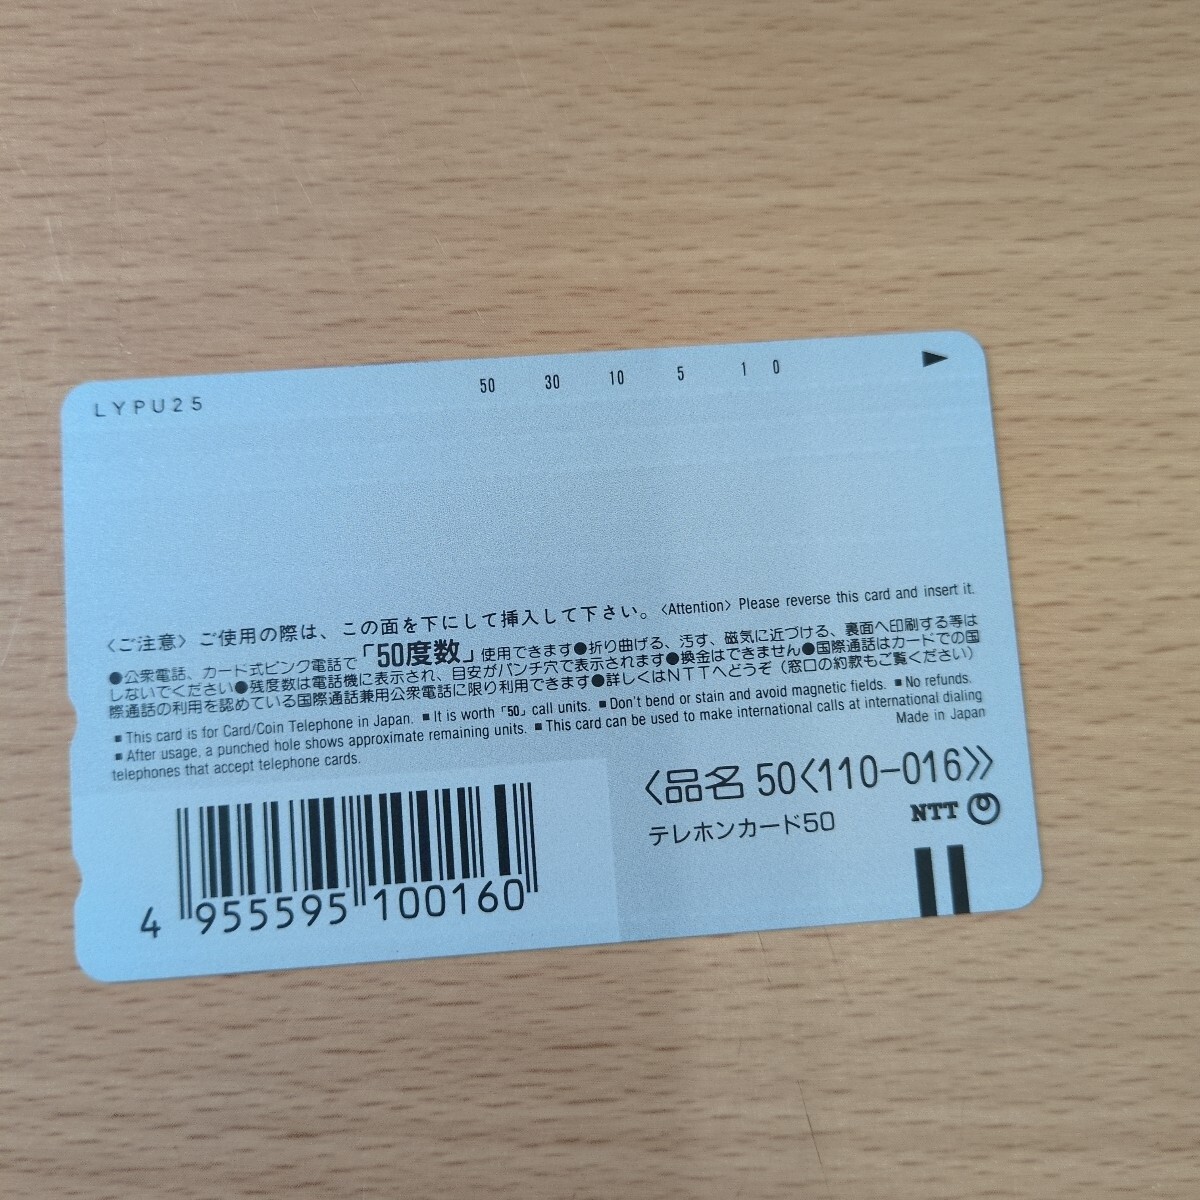 LYPU25
50 30 10 5 1 0
〈ご注意〉ご使用の際は、この面を下にして挿入して下さい。〈Attention〉Please reverse this card and insert it.
●公衆電話、カード式ピンク電話で「50度数」使用できます●折り曲げる、汚す、磁気に近づける、裏面へ印刷する等は
しないでください●残度数は電話機に表示され、目安がパンチ穴で表示されます●換金はできません●国際通話はカードでの国
際通話の利用を認めている国際通話兼用公衆電話に限り利用できます●詳しくはNTTへどうぞ（窓口の約款もご覧ください）
■This card is for Card/Coin Telephone in Japan. ■It is worth「50」call units. ■Don't bend or stain and avoid magnetic fields. ■No refunds.
■After usage, a punched hole shows approximate remaining units. ■This card can be used to make international calls at international dialing
telephones that accept telephone cards.
Made in Japan
〈品名 50〈110-016〉〉
テレホンカード50
NTT
4 955595 100160